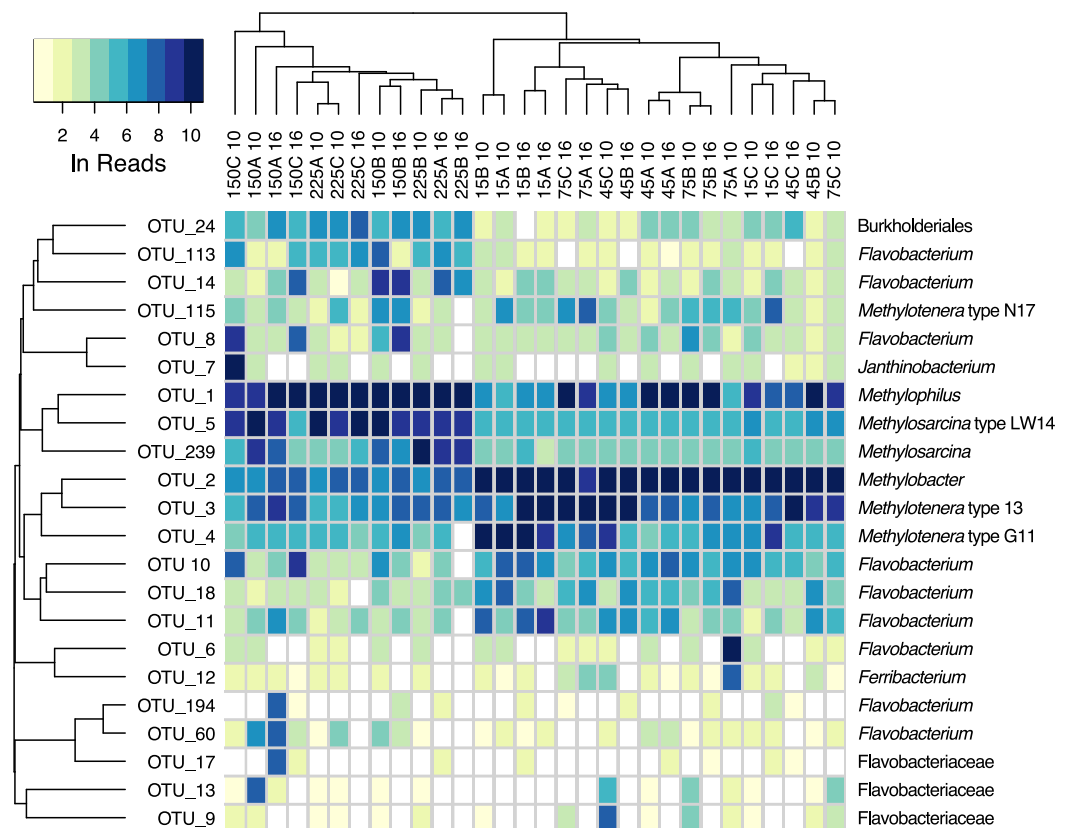 2 4 6 8 10
ln Reads
150C 10
150A 10
150A 16
150C 16
225A 10
225C 10
225C 16
150B 10
150B 16
225B 10
225A 16
225B 16
15B 10
15A 10
15B 16
15A 16
75C 16
75A 16
45C 10
45B 16
45A 10
45A 16
75B 10
75B 16
75A 10
15C 10
15C 16
45C 16
45B 10
75C 10
OTU_24 Burkholderiales
OTU_113 Flavobacterium
OTU_14 Flavobacterium
OTU_115 Methylotenera type N17
OTU_8 Flavobacterium
OTU_7 Janthinobacterium
OTU_1 Methylophilus
OTU_5 Methylosarcina type LW14
OTU_239 Methylosarcina
OTU_2 Methylobacter
OTU_3 Methylotenera type 13
OTU_4 Methylotenera type G11
OTU 10 Flavobacterium
OTU_18 Flavobacterium
OTU_11 Flavobacterium
OTU_6 Flavobacterium
OTU_12 Ferribacterium
OTU_194 Flavobacterium
OTU_60 Flavobacterium
OTU_17 Flavobacteriaceae
OTU_13 Flavobacteriaceae
OTU_9 Flavobacteriaceae